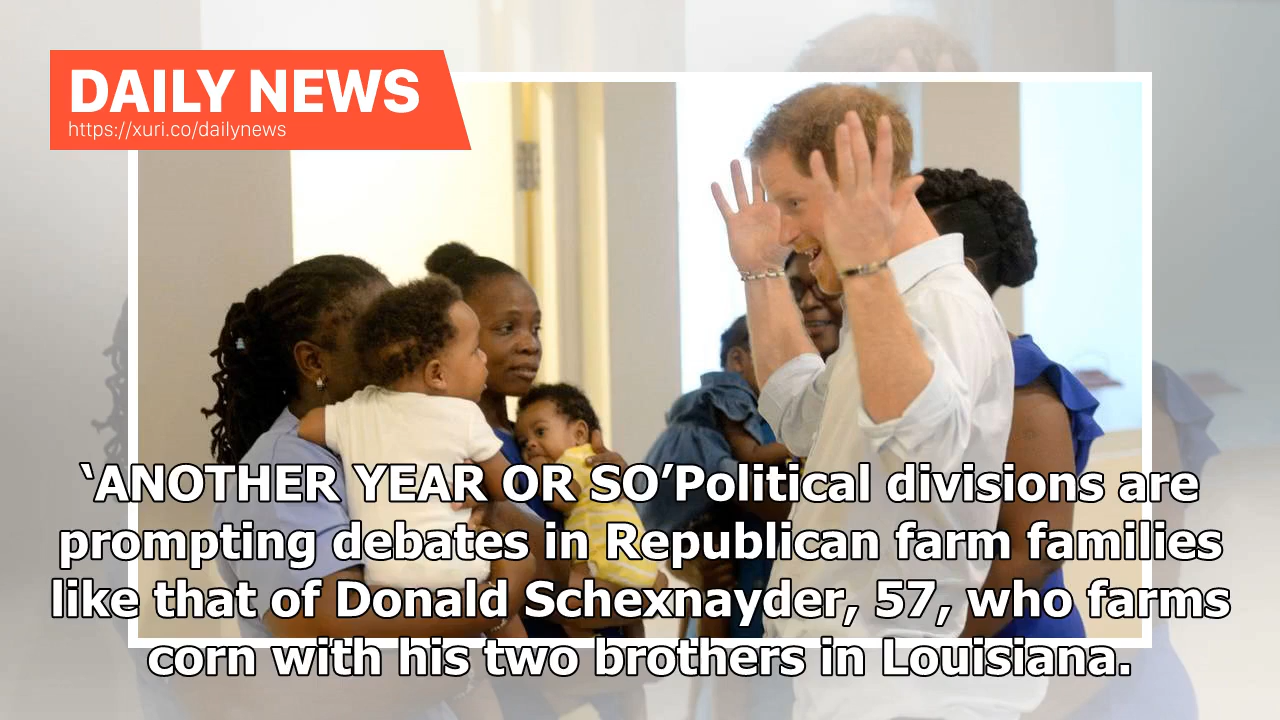 DAILY NEWS
https://xuri.co/dailynews
‘ANOTHER YEAR OR SO’Political divisions are
prompting debates in Republican farm families
like that of Donald Schexnayder, 57, who farms
corn with his two brothers in Louisiana.